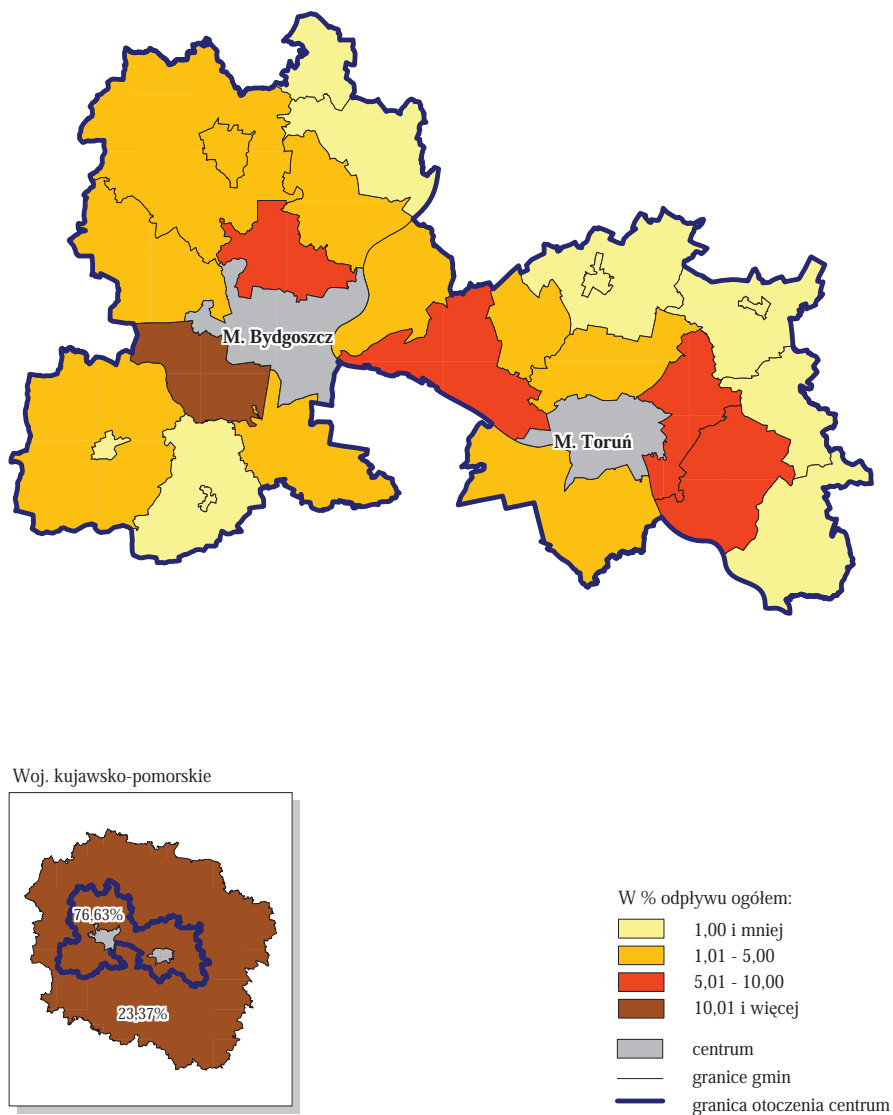 M. Bydgoszcz
M. Toruń
Woj. kujawsko-pomorskie
76,63%
23,37%
W % odpływu ogółem:
1,00 i mniej
1,01 - 5,00
5,01 - 10,00
10,01 i więcej
centrum
granice gmin
granica otoczenia centrum